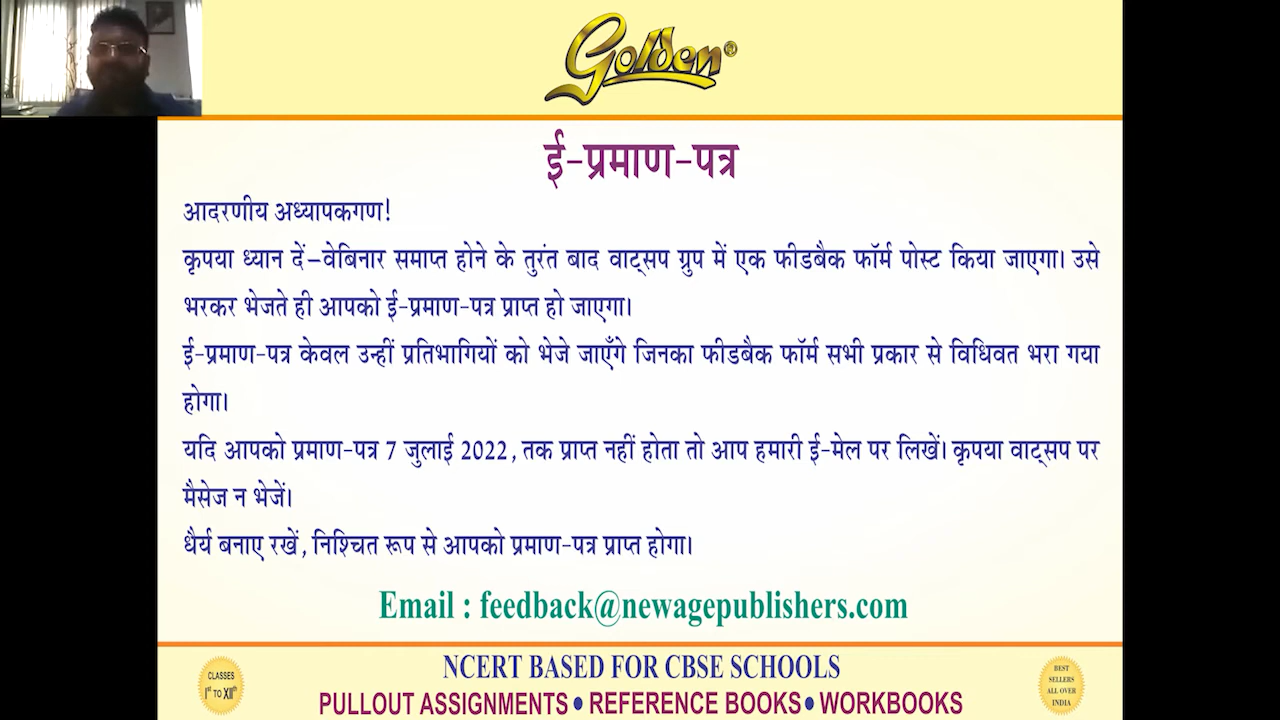 Golden®
ई-प्रमाण-पत्र
आदरणीय अध्यापकगण!
कृपया ध्यान दें–वेबिनार समाप्त होने के तुरंत बाद वाट्सप ग्रुप में एक फीडबैक फॉर्म पोस्ट किया जाएगा। उसे
भरकर भेजते ही आपको ई-प्रमाण-पत्र प्राप्त हो जाएगा।
ई-प्रमाण-पत्र केवल उन्हीं प्रतिभागियों को भेजे जाएँगे जिनका फीडबैक फॉर्म सभी प्रकार से विधिवत भरा गया
होगा।
यदि आपको प्रमाण-पत्र 7 जुलाई 2022, तक प्राप्त नहीं होता तो आप हमारी ई-मेल पर लिखें। कृपया वाट्सप पर
मैसेज न भेजें।
धैर्य बनाए रखें, निश्चित रूप से आपको प्रमाण-पत्र प्राप्त होगा।
Email : feedback@newagepublishers.com
NCERT BASED FOR CBSE SCHOOLS
PULLOUT ASSIGNMENTS • REFERENCE BOOKS • WORKBOOKS
CLASSES
Ist TO XIIth
BEST
SELLERS
ALL OVER
INDIA